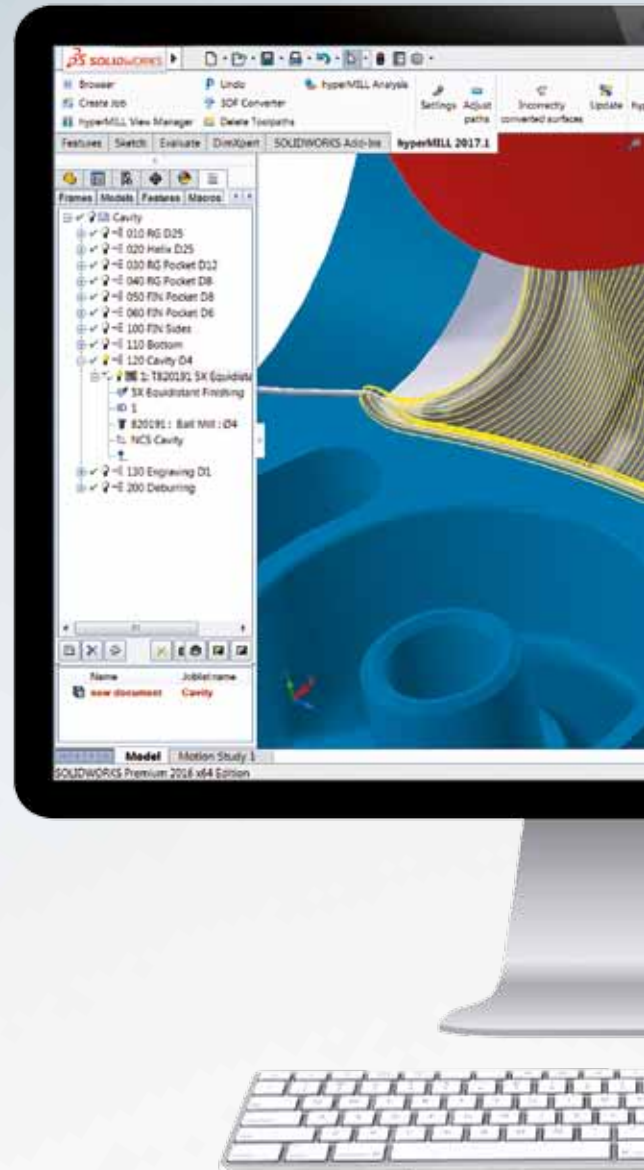 SOLIDWORKS
Browser
Undo
hyperMILL Analysis
Create Job
3DF Converter
hyperMILL View Manager
Delete Toolpaths
Settings
Adjust paths
Incorrectly converted surfaces
Update
Features Sketch Evaluate DimXpert SOLIDWORKS Add-Ins hyperMILL 2017.1
Frames Models Features Macros
Cavity
010 RG D25
020 Helix D25
030 RG Pocket D12
040 RG Pocket D8
050 FIN Pocket D8
060 FIN Pocket D6
100 FIN Sides
110 Bottom
120 Cavity D4
1: T820191 5X Equidista
5X Equidistant Finishing
1
820191 : Ball Mill : Ø4
NCS Cavity
130 Engraving D1
200 Deburring
Name Joblist name
new document Cavity
Model Motion Study 1
SOLIDWORKS Premium 2016 x64 Edition